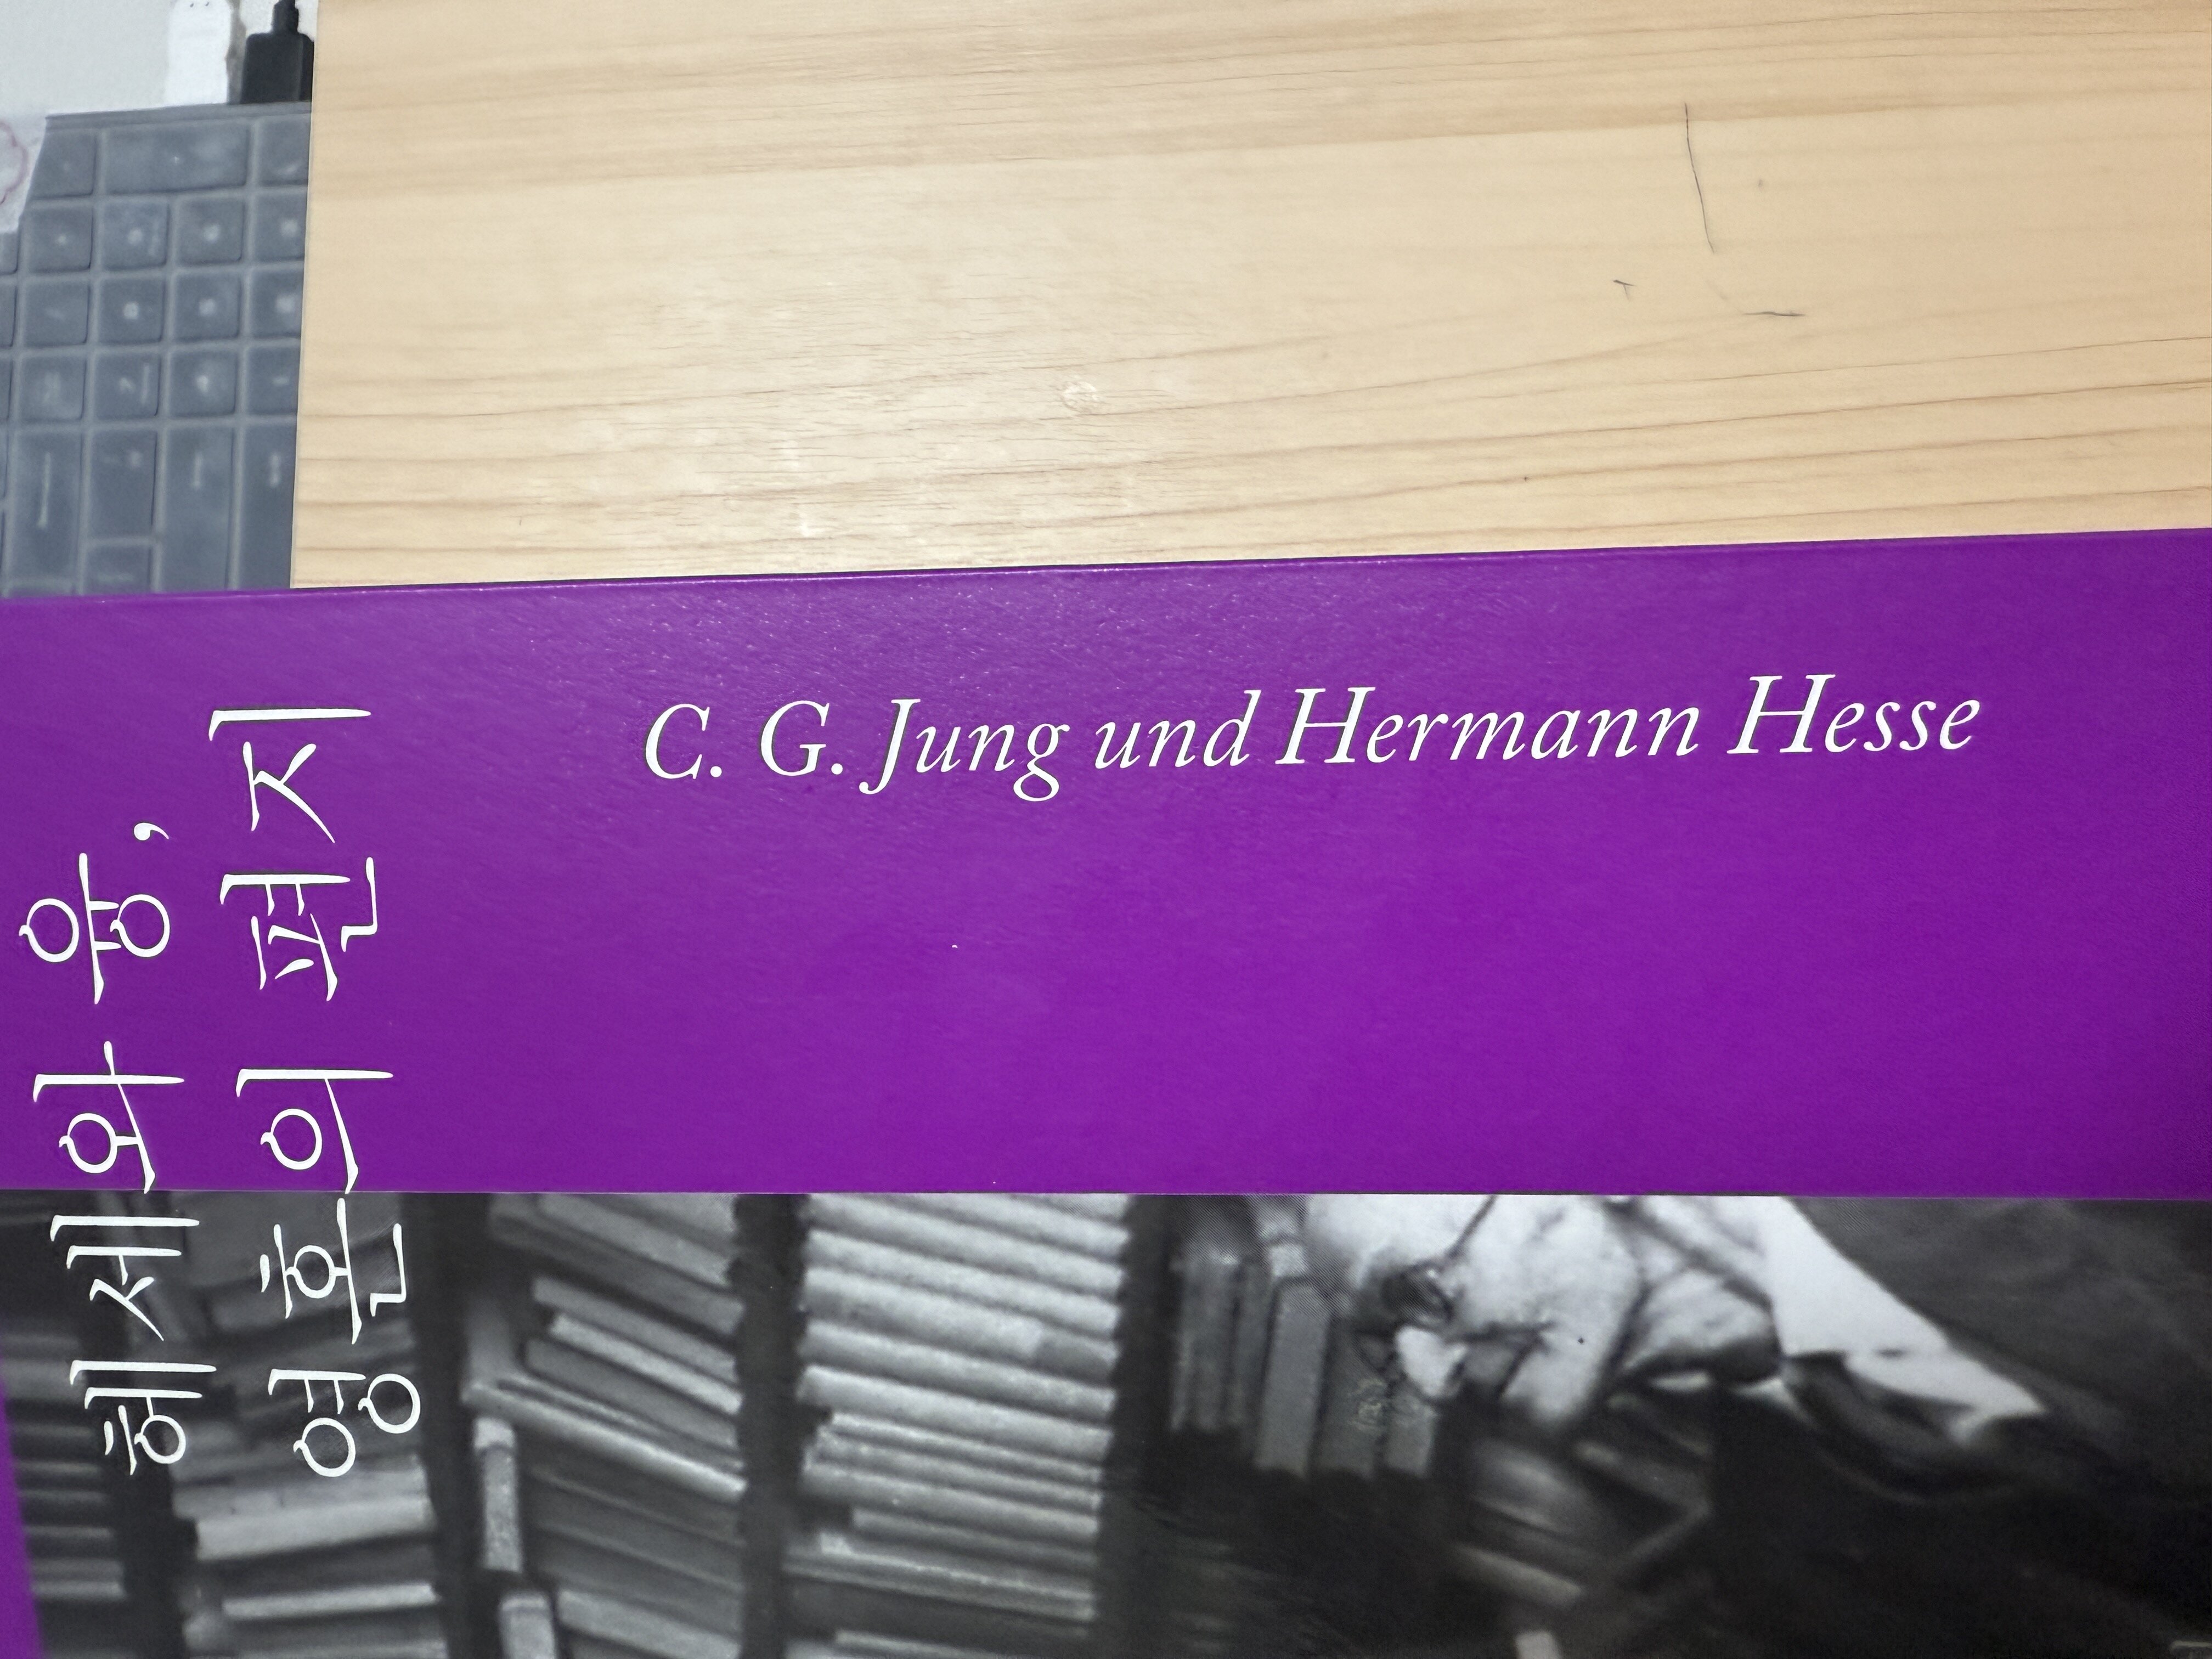 헤세와 융,
영혼의 편지
C. G. Jung und Hermann Hesse